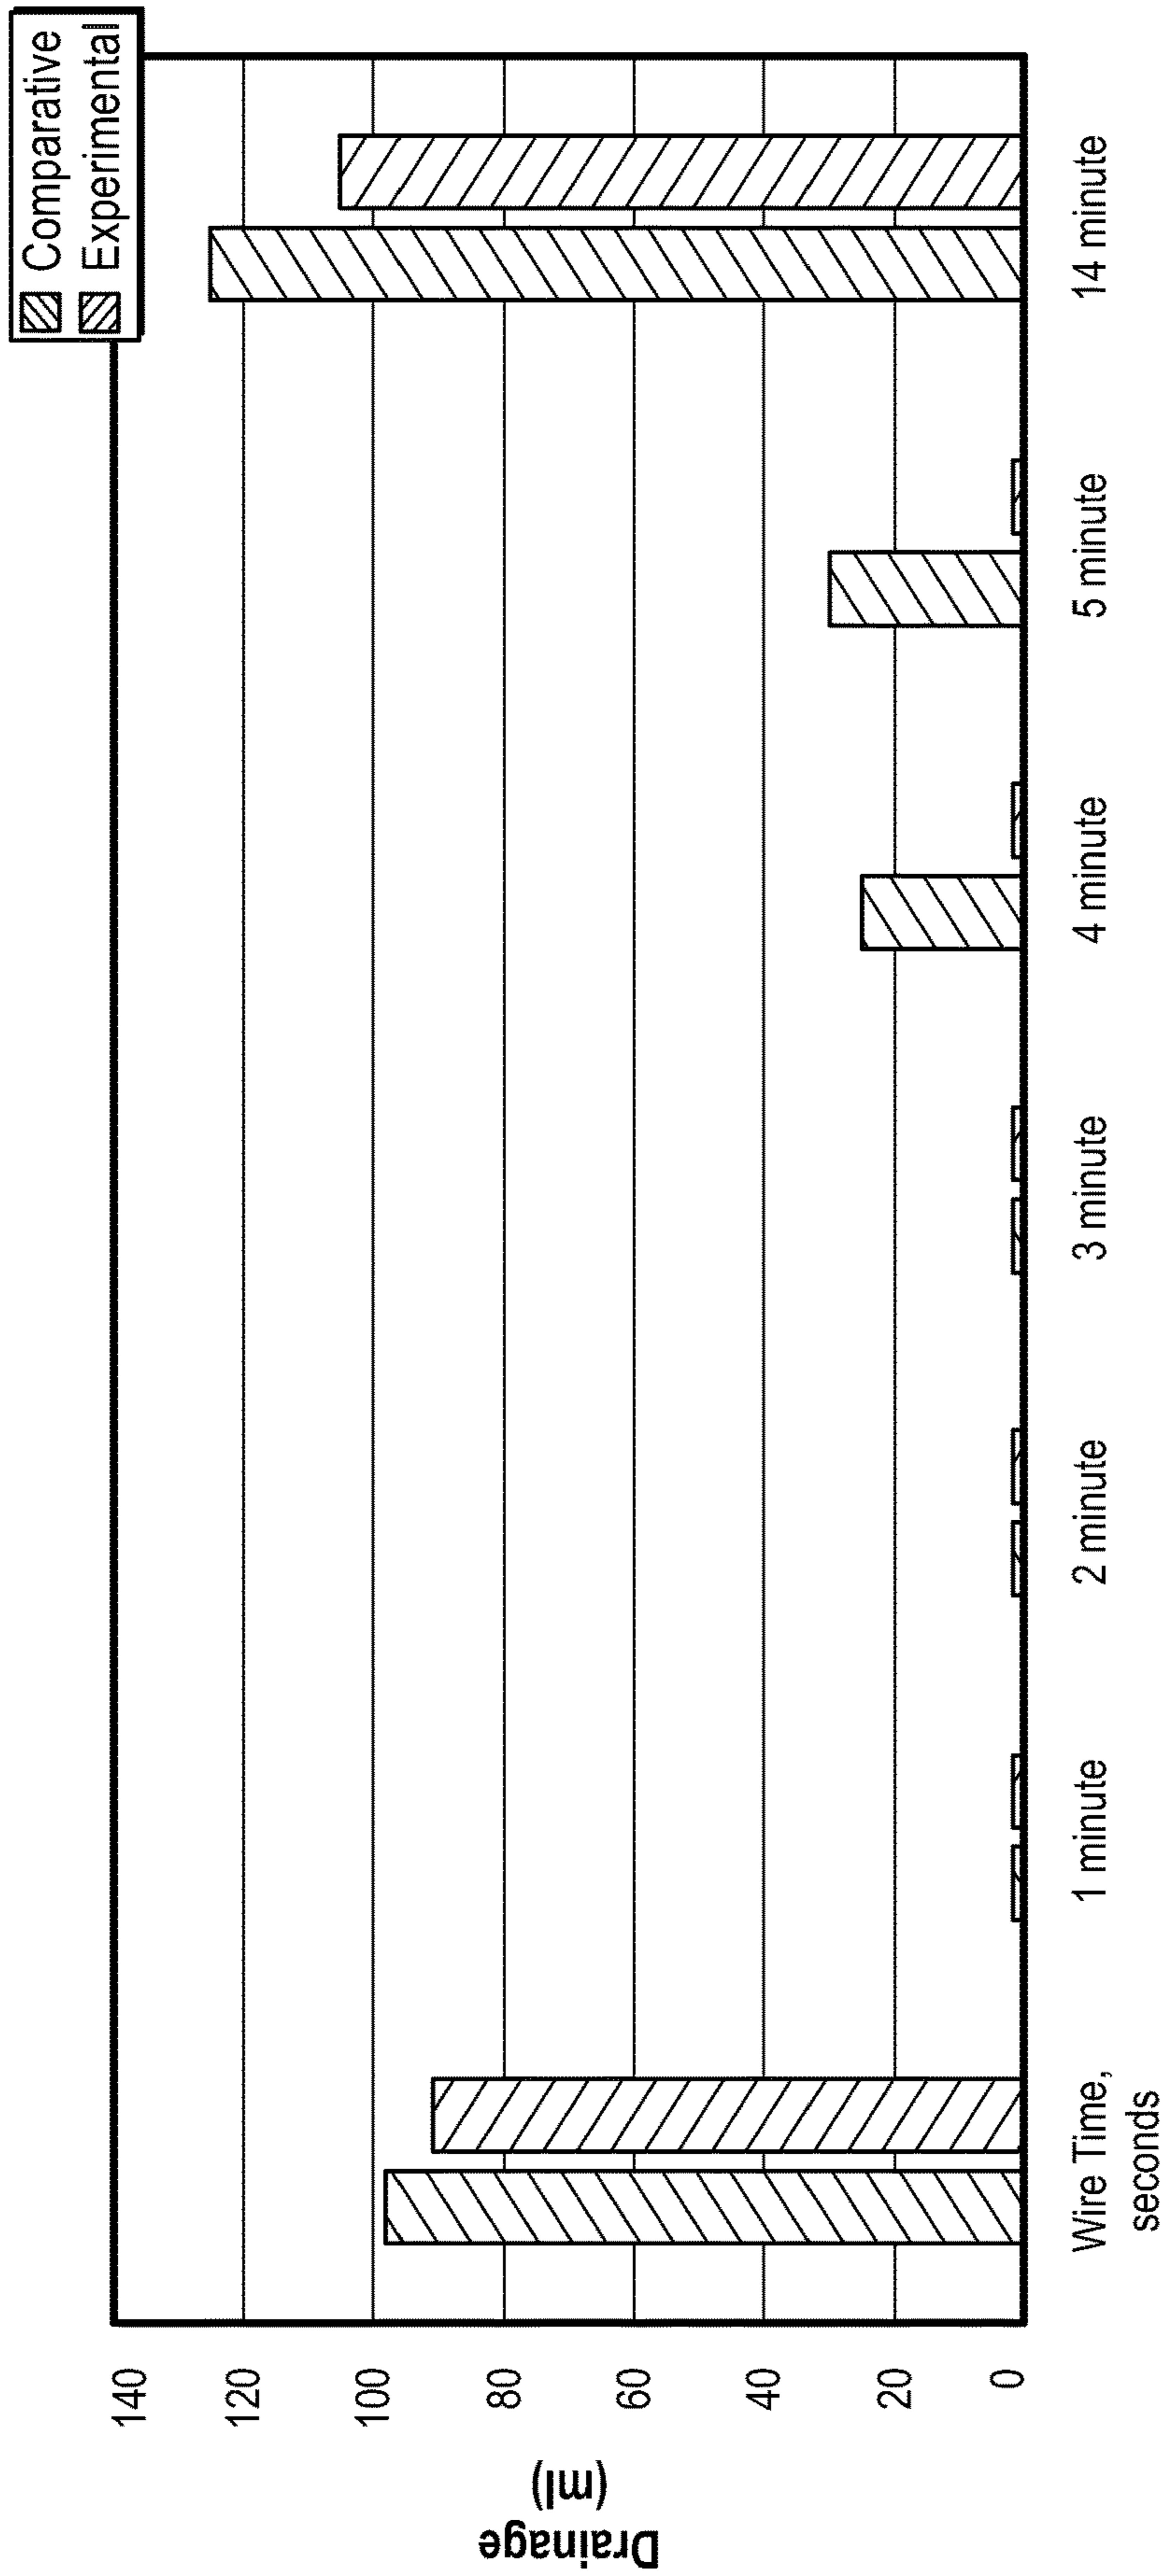 Comparative
Experimental
Drainage
(ml)
140
120
100
80
60
40
20
0
Wire Time,
seconds
1 minute
2 minute
3 minute
4 minute
5 minute
14 minute